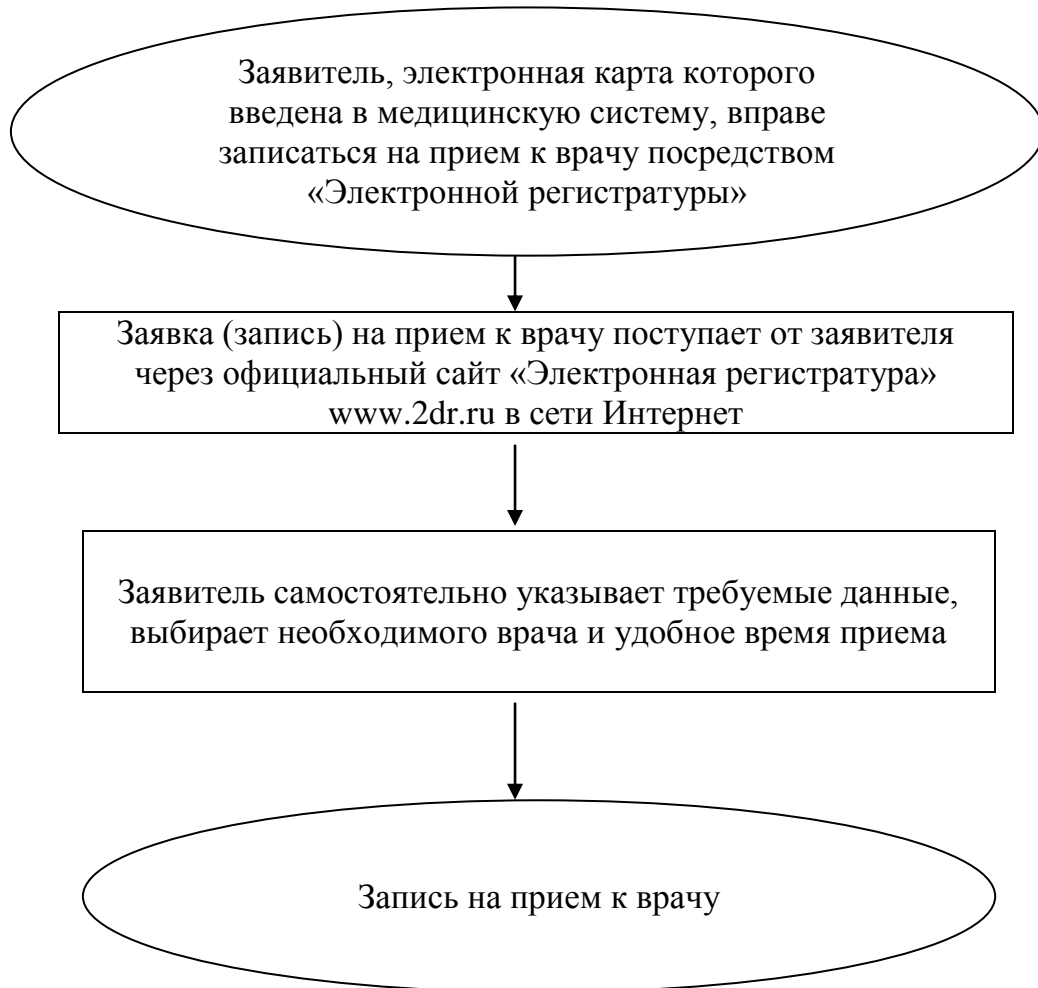 Заявитель, электронная карта которого
введена в медицинскую систему, вправе
записаться на прием к врачу посредством
«Электронной регистратуры»
Заявка (запись) на прием к врачу поступает от заявителя
через официальный сайт «Электронная регистратура»
www.2dr.ru в сети Интернет
Заявитель самостоятельно указывает требуемые данные,
выбирает необходимого врача и удобное время приема
Запись на прием к врачу